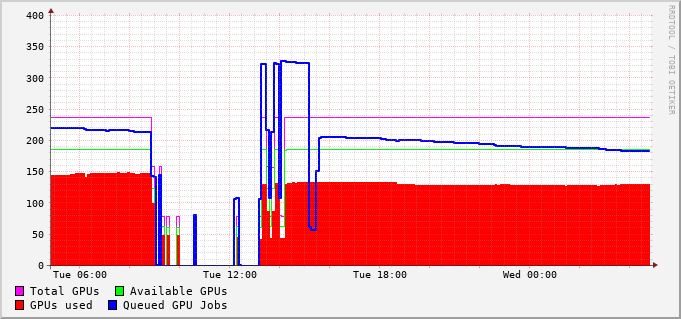 400
350
300
250
200
150
100
50
0
Tue 06:00 Tue 12:00 Tue 18:00 Wed 00:00
Total GPUs Available GPUs
GPUs used Queued GPU Jobs
RRDTOOL / TOBI OETIKER